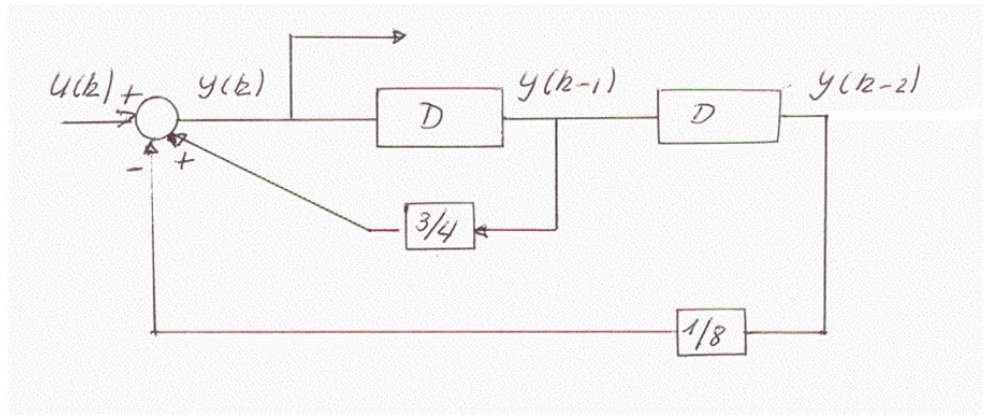 u(k) + y(k) D y(k-1) D y(k-2)
- +
3/4
1/8